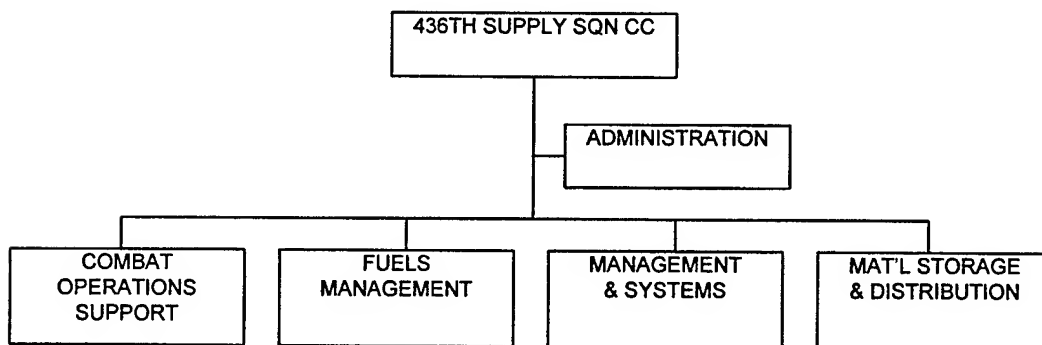 436TH SUPPLY SQN CC
ADMINISTRATION
COMBAT
OPERATIONS
SUPPORT
FUELS
MANAGEMENT
MANAGEMENT
& SYSTEMS
MAT'L STORAGE
& DISTRIBUTION